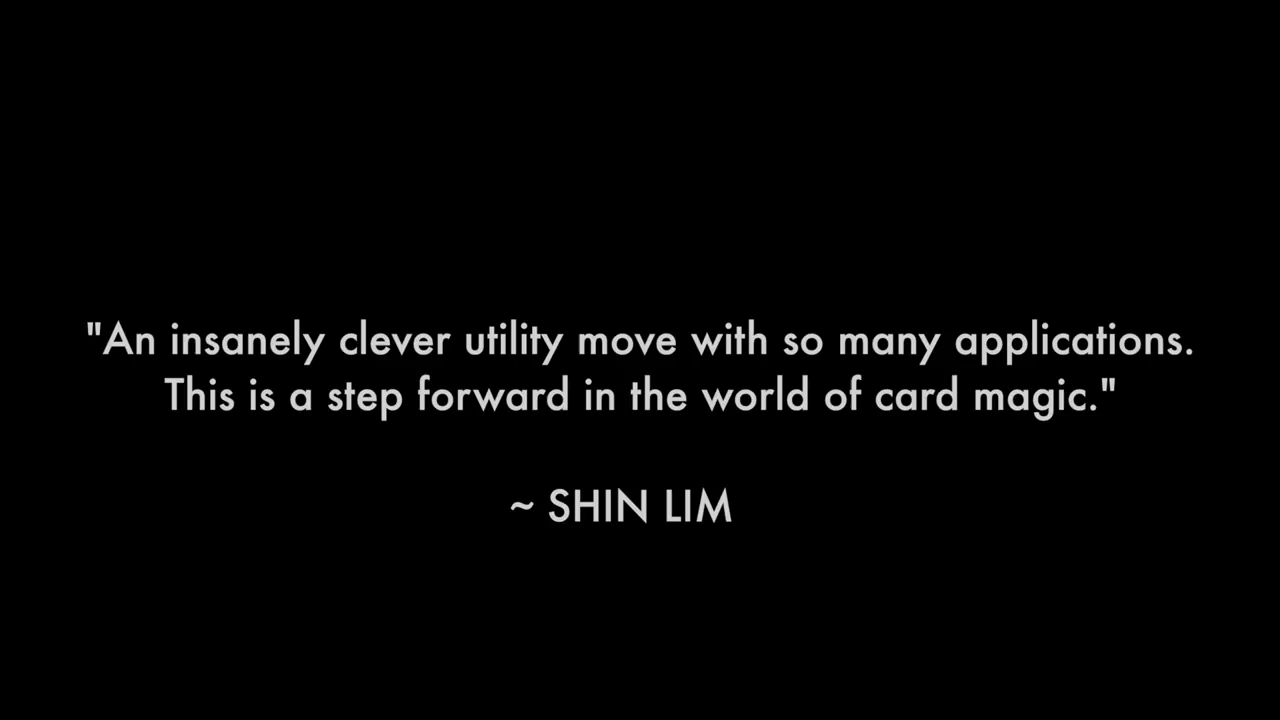 "An insanely clever utility move with so many applications.
This is a step forward in the world of card magic."
~ SHIN LIM